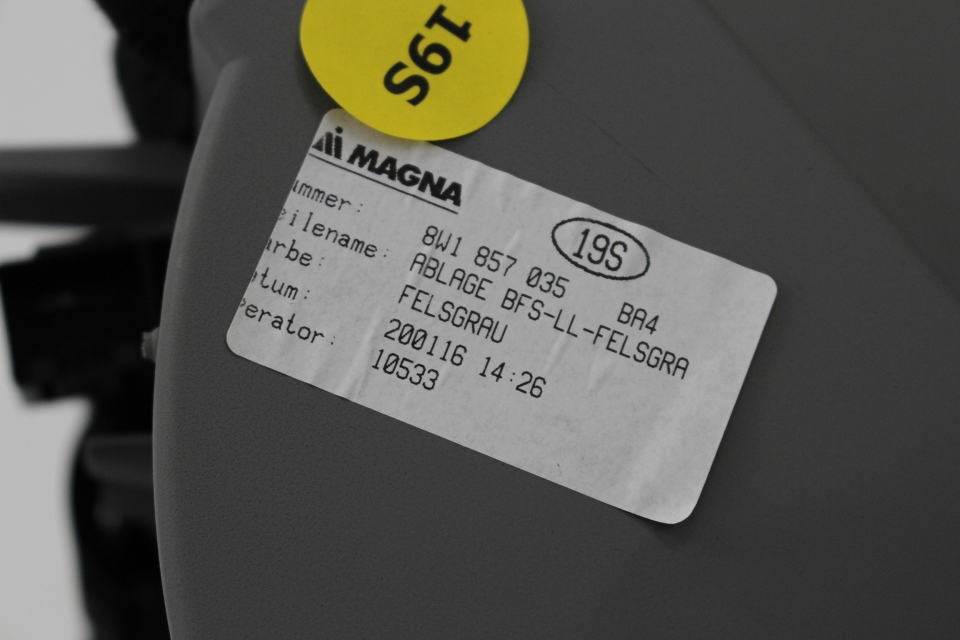 19S
MAGNA
ummer: 8W1 857 035 BA4
eilename: ABLAGE BFS-LL-FELSGRA
arbe: FELSGRAU
tum: 200116 14:26
erator: 10533
19S